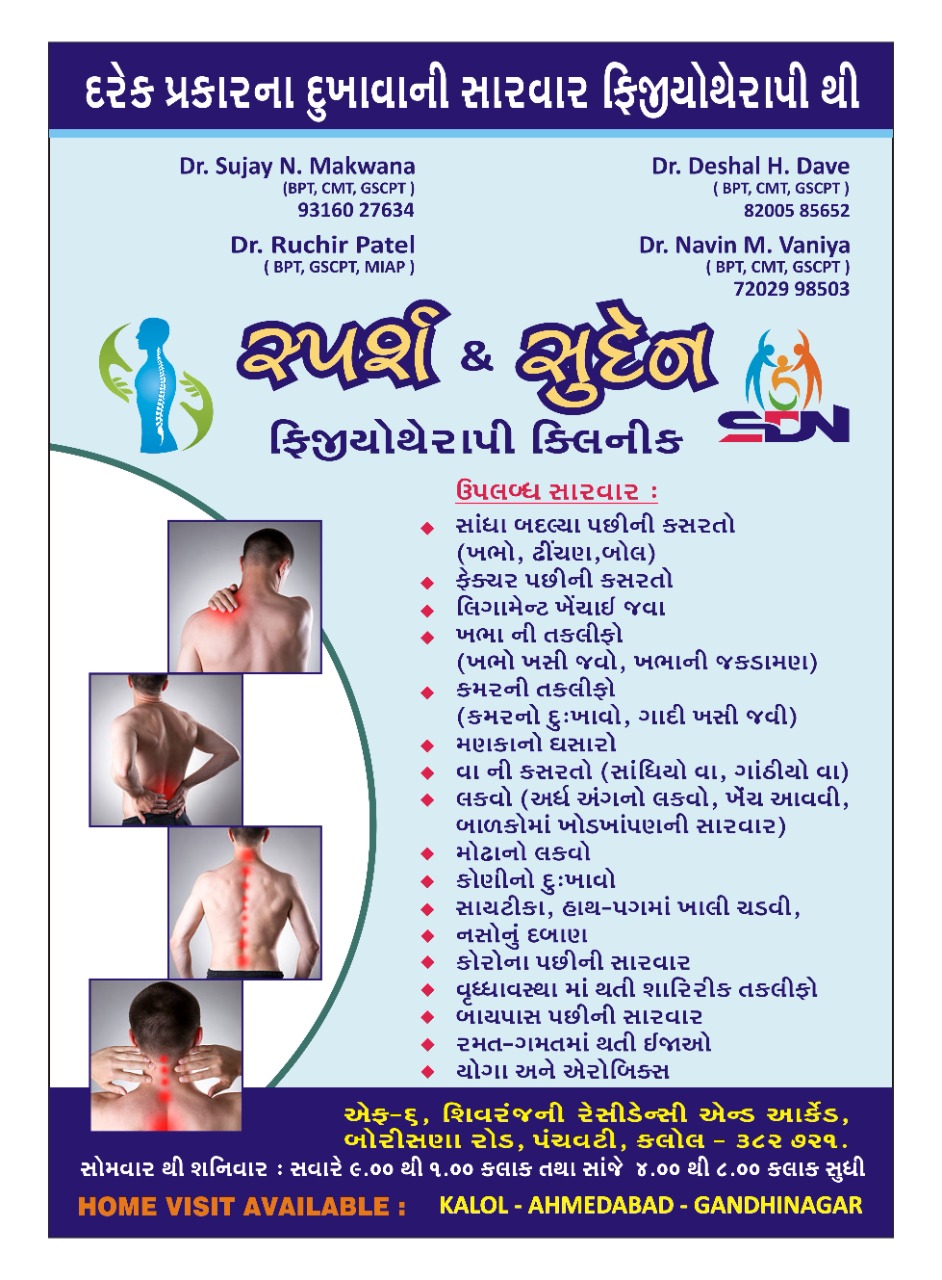 દરેક પ્રકારના દુખાવાની સારવાર ફિજીયોથેરાપી થી
Dr. Sujay N. Makwana
(BPT, CMT, GSCPT )
93160 27634
Dr. Deshal H. Dave
( BPT, CMT, GSCPT )
82005 85652
Dr. Ruchir Patel
( BPT, GSCPT, MIAP )
Dr. Navin M. Vaniya
( BPT, CMT, GSCPT )
72029 98503
સ્પર્શ & સુદેન
SDN
ફિજીયોથેરાપી ક્લિનીક
ઉપલબ્ધ સારવાર :
સાંધા બદલ્યા પછીની કસરતો
(ખભો, ઢીંચણ,બોલ)
ફેક્ચર પછીની કસરતો
લિગામેન્ટ ખેંચાઈ જવા
ખભા ની તકલીફો
(ખભો ખસી જવો, ખભાની જકડામણ)
કમરની તકલીફો
(કમરનો દુઃખાવો, ગાદી ખસી જવી)
મણકાનો ઘસારો
વા ની કસરતો (સાંધિયો વા, ગાંઠીયો વા)
લકવો (અર્ધ અંગનો લકવો, ખેંચ આવવી,
બાળકોમાં ખોડખાંપણની સારવાર)
મોઢાનો લકવો
કોણીનો દુઃખાવો
સાયટીકા, હાથ-પગમાં ખાલી ચડવી,
નસોનું દબાણ
કોરોના પછીની સારવાર
વૃધ્ધાવસ્થા માં થતી શારિરીક તકલીફો
બાયપાસ પછીની સારવાર
રમત-ગમતમાં થતી ઈજાઓ
યોગા અને એરોબિક્સ
એફ-૬, શિવરંજની રેસીડેન્સી એન્ડ આર્કેડ,
બોરીસણા રોડ, પંચવટી, કલોલ - ૩૮૨ ૭૨૧.
સોમવાર થી શનિવાર : સવારે ૯.૦૦ થી ૧.૦૦ કલાક તથા સાંજે ૪.૦૦ થી ૮.૦૦ કલાક સુધી
HOME VISIT AVAILABLE : KALOL - AHMEDABAD - GANDHINAGAR